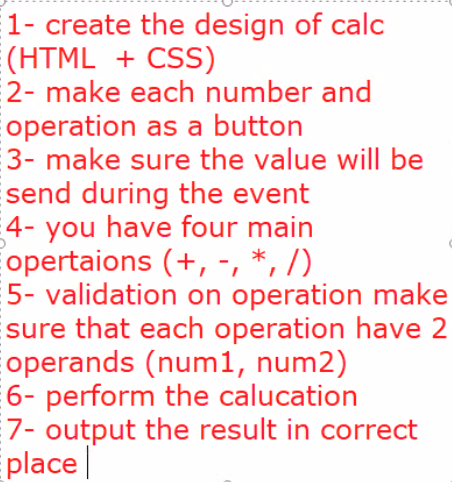 1- create the design of calc
(HTML  + CSS)
2- make each number and
operation as a button
3- make sure the value will be
send during the event
4- you have four main
opertaions (+, -, *, /)
5- validation on operation make
sure that each operation have 2
operands (num1, num2)
6- perform the calucation
7- output the result in correct
place